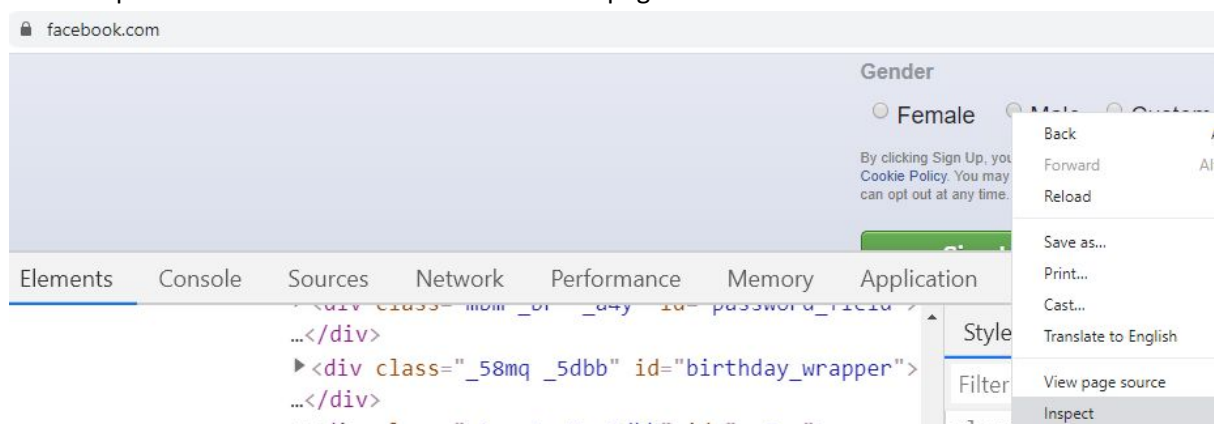 facebook.com
Gender
Female
By clicking Sign Up, you
Cookie Policy. You may
can opt out at any time.
Back
Forward
Reload
Save as...
Print...
Cast...
Translate to English
View page source
Inspect
Elements Console Sources Network Performance Memory Application
…</div>
<div class="_58mq _5dbb" id="birthday_wrapper">
…</div>
Style
Filter